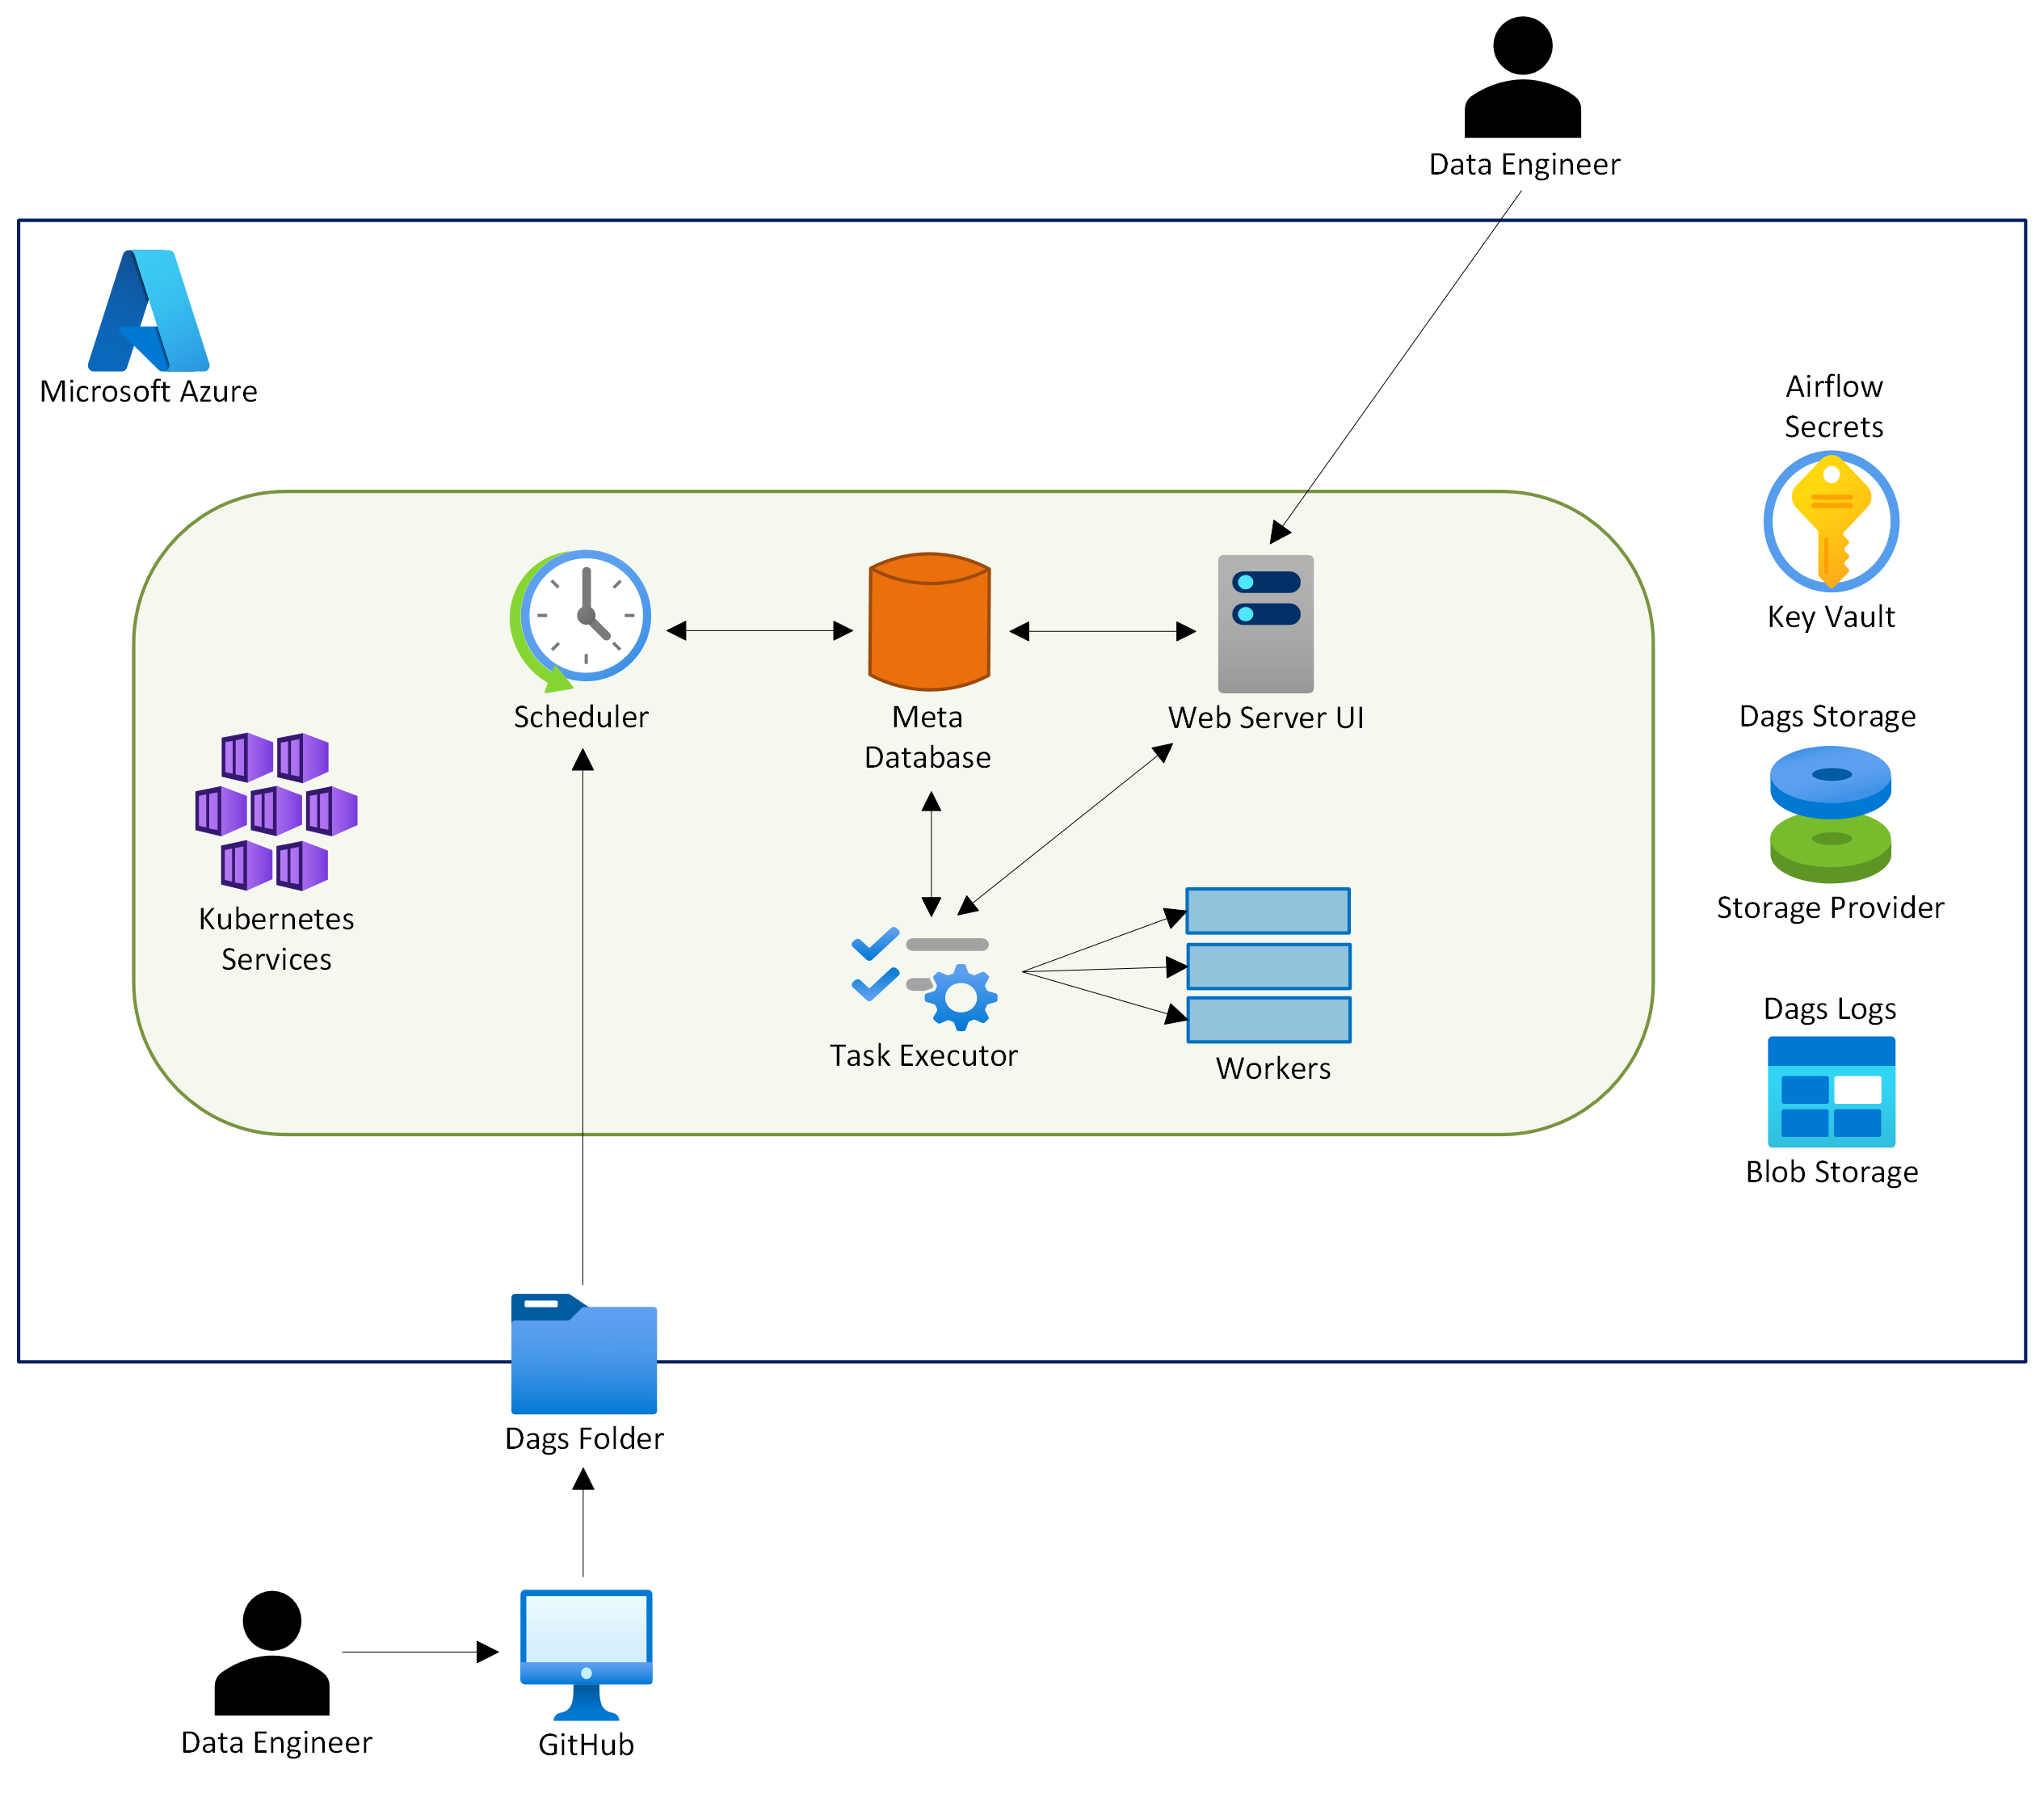 Data Engineer
Microsoft Azure
Airflow
Secrets
Key Vault
Scheduler
Meta
Database
Web Server UI
Dags Storage
Storage Provider
Kubernetes
Services
Task Executor
Workers
Dags Logs
Blob Storage
Dags Folder
Data Engineer
GitHub